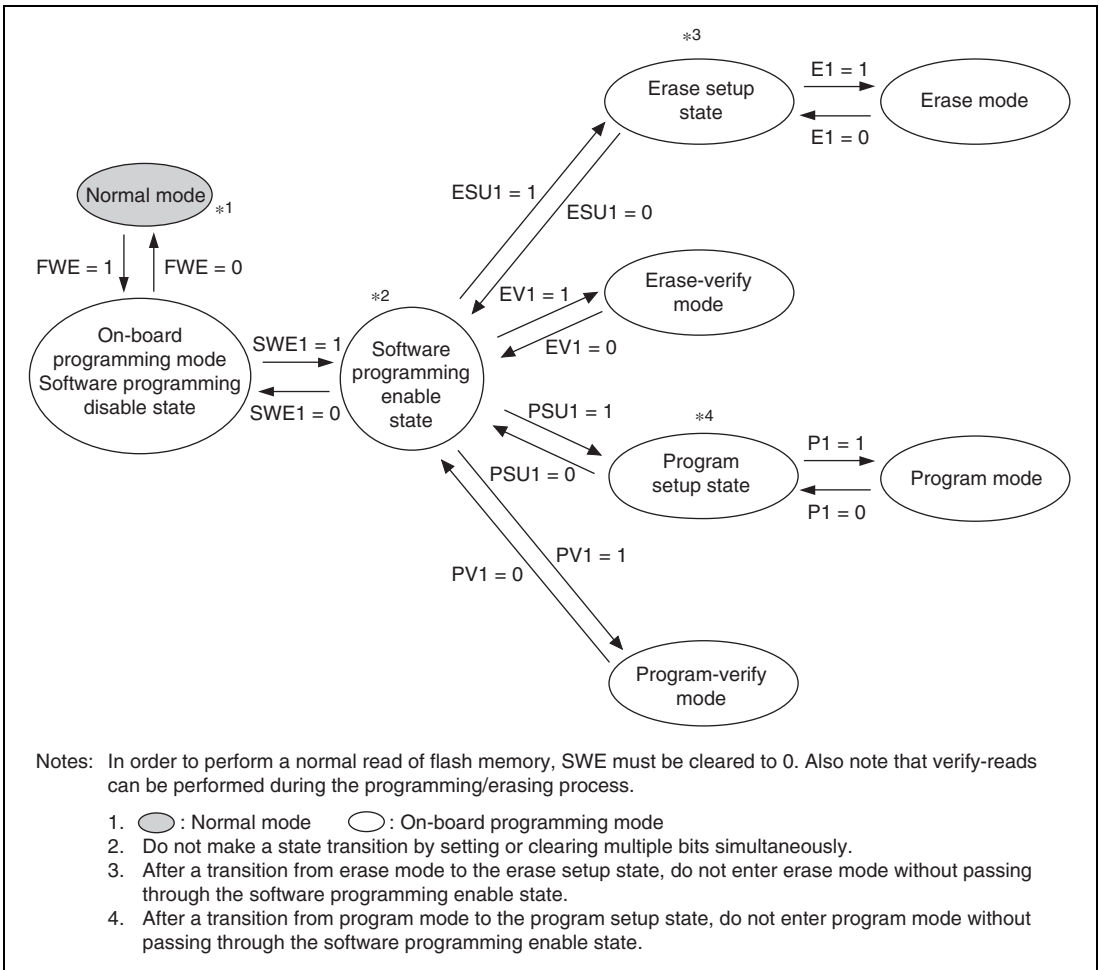 *3
Erase setup
state
E1 = 1
E1 = 0
Erase mode
Normal mode
*1
FWE = 1
FWE = 0
ESU1 = 1
ESU1 = 0
On-board
programming mode
Software programming
disable state
SWE1 = 1
SWE1 = 0
*2
Software
programming
enable
state
EV1 = 1
EV1 = 0
Erase-verify
mode
PSU1 = 1
PSU1 = 0
*4
Program
setup state
P1 = 1
P1 = 0
Program mode
PV1 = 1
PV1 = 0
Program-verify
mode
Notes: In order to perform a normal read of flash memory, SWE must be cleared to 0. Also note that verify-reads
can be performed during the programming/erasing process.
1. : Normal mode : On-board programming mode
2. Do not make a state transition by setting or clearing multiple bits simultaneously.
3. After a transition from erase mode to the erase setup state, do not enter erase mode without passing
through the software programming enable state.
4. After a transition from program mode to the program setup state, do not enter program mode without
passing through the software programming enable state.